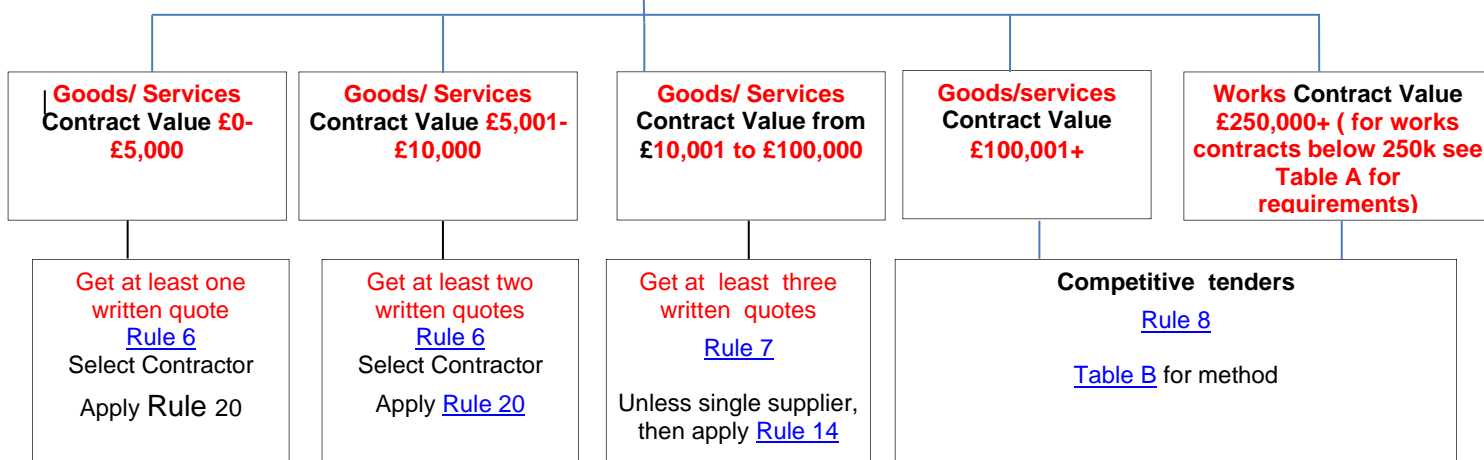 Goods/ Services
Contract Value £0-
£5,000
Goods/ Services
Contract Value £5,001-
£10,000
Goods/ Services
Contract Value from
£10,001 to £100,000
Goods/services
Contract Value
£100,001+
Works Contract Value
£250,000+ ( for works
contracts below 250k see
Table A for
requirements)
Get at least one
written quote
Rule 6
Select Contractor
Apply Rule 20
Get at least two
written quotes
Rule 6
Select Contractor
Apply Rule 20
Get at least three
written quotes
Rule 7
Unless single supplier,
then apply Rule 14
Competitive tenders
Rule 8
Table B for method